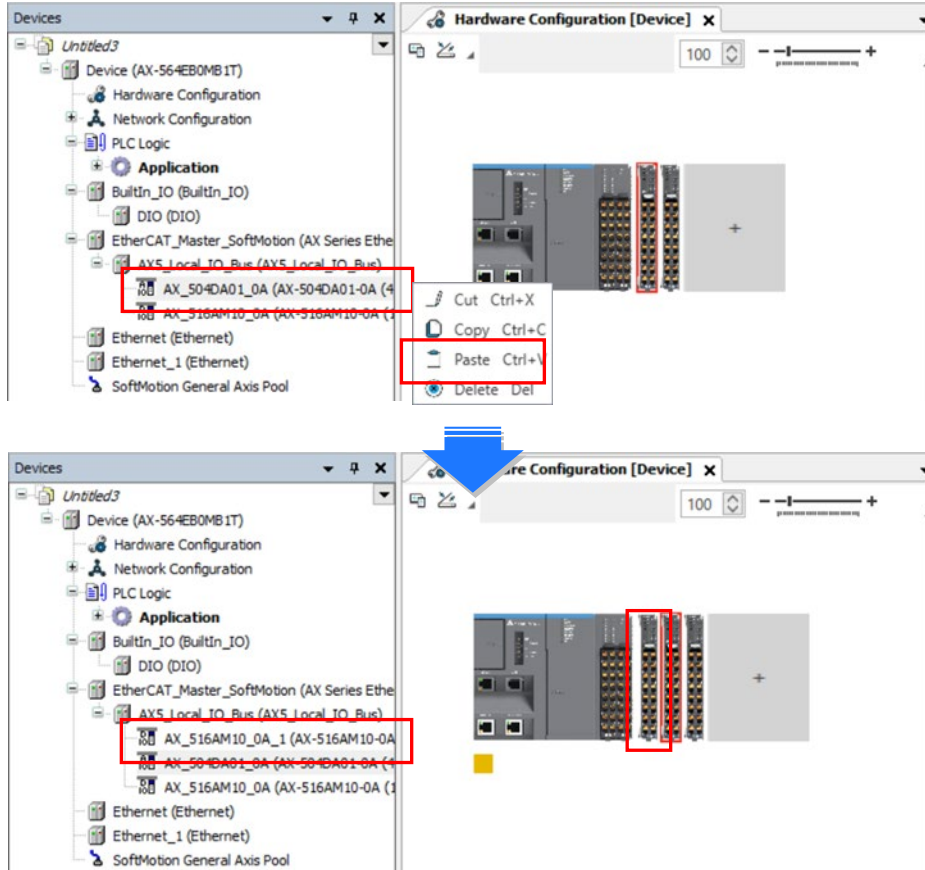 Devices
Hardware Configuration [Device]
Untitled3
100
Device (AX-564EB0MB1T)
Hardware Configuration
Network Configuration
PLC Logic
Application
BuiltIn_IO (BuiltIn_IO)
DIO (DIO)
+
EtherCAT_Master_SoftMotion (AX Series Ethe
AX5_Local_IO_Bus (AX5_Local_IO_Bus)
AX_504DA01_0A (AX-504DA01-0A (4
AX_516AM10_0A (AX-516AM10-0A (1
Ethernet (Ethernet)
Ethernet_1 (Ethernet)
SoftMotion General Axis Pool
Cut Ctrl+X
Copy Ctrl+C
Paste Ctrl+V
Delete Del
Devices
re Configuration [Device]
Untitled3
100
Device (AX-564EB0MB1T)
Hardware Configuration
Network Configuration
PLC Logic
Application
BuiltIn_IO (BuiltIn_IO)
DIO (DIO)
+
EtherCAT_Master_SoftMotion (AX Series Ethe
AX5_Local_IO_Bus (AX5_Local_IO_Bus)
AX_516AM10_0A_1 (AX-516AM10-0A
AX_504DA01_0A (AX-504DA01-0A (4
AX_516AM10_0A (AX-516AM10-0A (1
Ethernet (Ethernet)
Ethernet_1 (Ethernet)
SoftMotion General Axis Pool